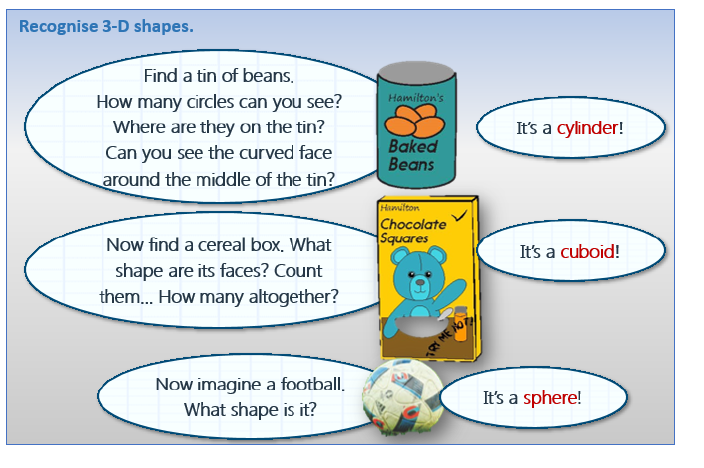 Recognise 3-D shapes.
Find a tin of beans.
How many circles can you see?
Where are they on the tin?
Can you see the curved face
around the middle of the tin?
Hamilton's
Baked
Beans
It's a cylinder!
Now find a cereal box. What
shape are its faces? Count
them... How many altogether?
Hamilton
Chocolate
Squares
TRY ME HOT!
It's a cuboid!
Now imagine a football.
What shape is it?
It's a sphere!